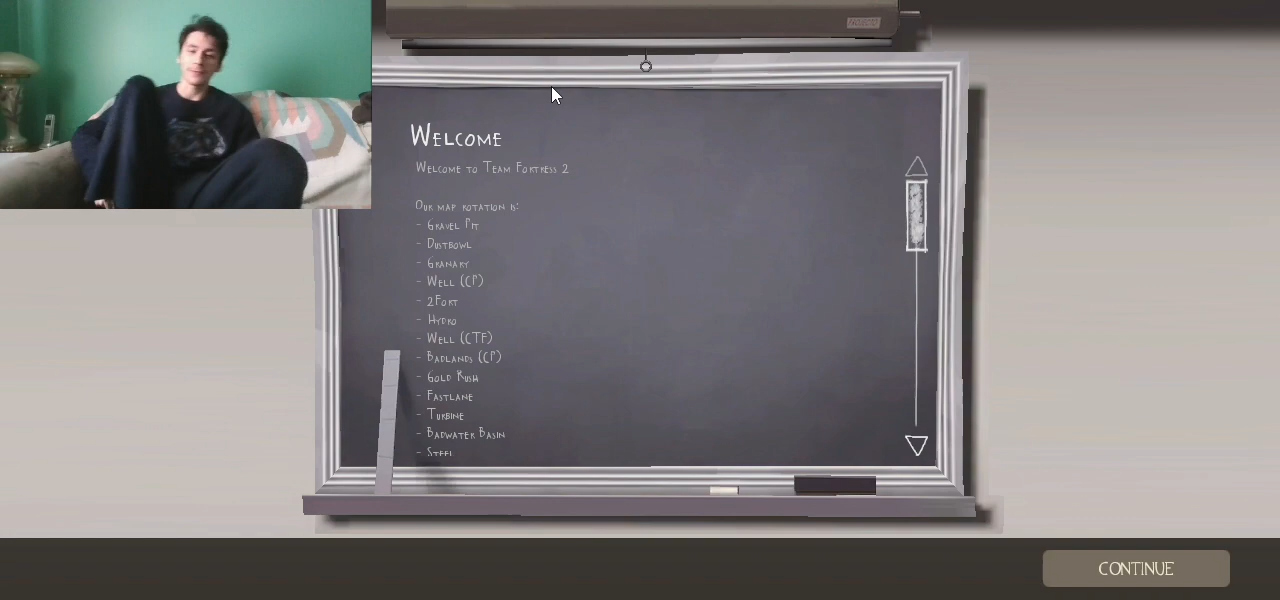 Welcome
Welcome to Team Fortress 2
Our map rotation is:
- Gravel Pit
- Dustbowl
- Granary
- Well (CP)
- 2Fort
- Hydro
- Well (CTF)
- Badlands (CP)
- Gold Rush
- Fastlane
- Turbine
- Badwater Basin
- Steel
CONTINUE